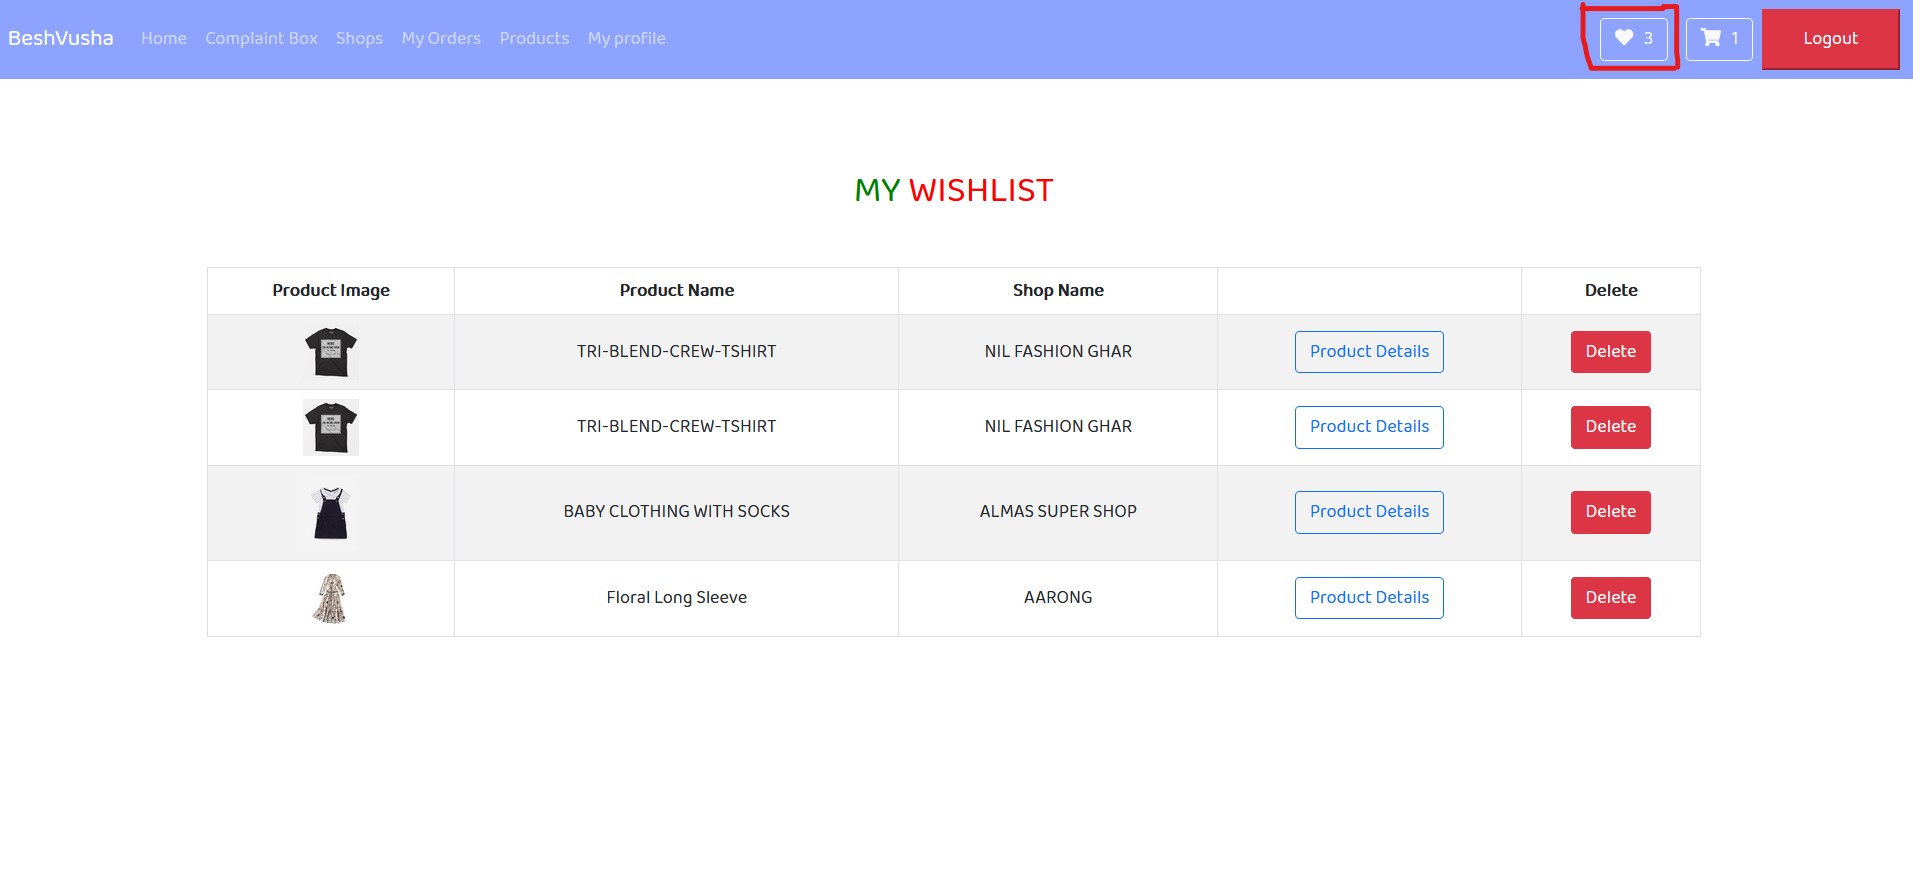 BeshVusha Home Complaint Box Shops My Orders Products My profile 3 1 Logout
MY WISHLIST
Product Image Product Name Shop Name Delete
TRI-BLEND-CREW-TSHIRT NIL FASHION GHAR Product Details Delete
TRI-BLEND-CREW-TSHIRT NIL FASHION GHAR Product Details Delete
BABY CLOTHING WITH SOCKS ALMAS SUPER SHOP Product Details Delete
Floral Long Sleeve AARONG Product Details Delete